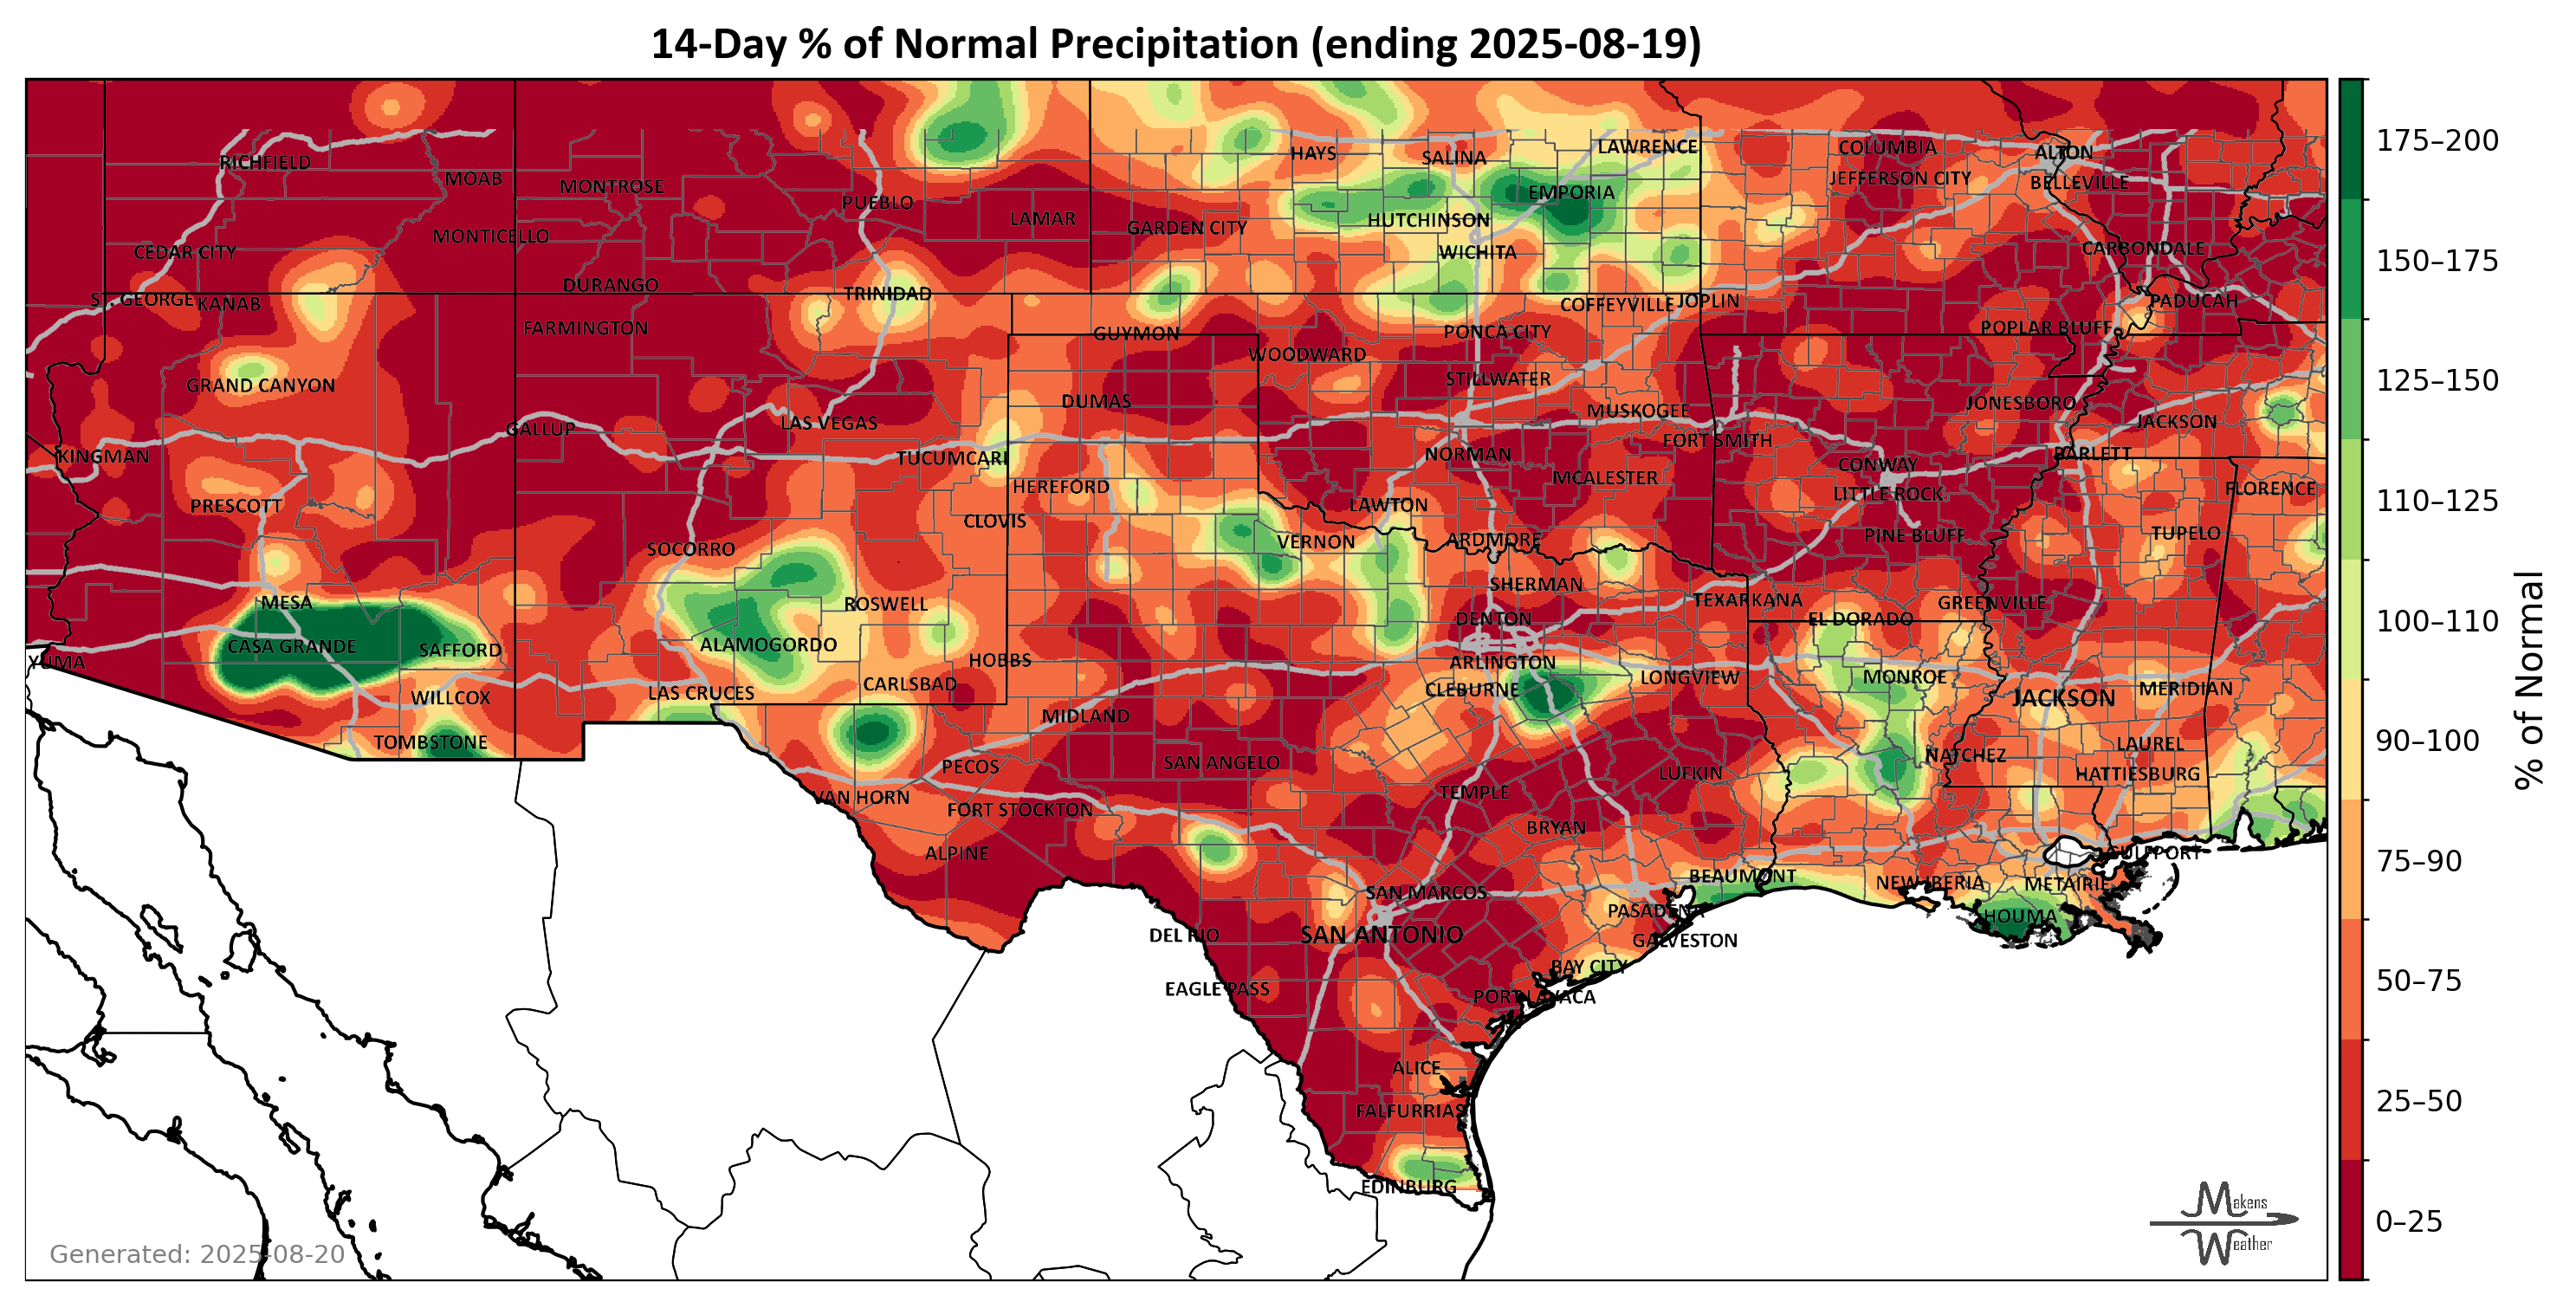 14-Day % of Normal Precipitation (ending 2025-08-19)
RICHFIELD
MOAB
MONTROSE
PUEBLO
LAMAR
HAYS
SALINA
LAWRENCE
COLUMBIA
ALTON
JEFFERSON CITY
BELLEVILLE
EMPORIA
GARDEN CITY
HUTCHINSON
MONTICELLO
CEDAR CITY
WICHITA
CARBONDALE
DURANGO
TRINIDAD
ST. GEORGE
KANAB
COFFEYVILLE
JOPLIN
PADUCAH
FARMINGTON
GUYMON
PONCA CITY
POPLAR BLUFF
WOODWARD
GRAND CANYON
STILLWATER
DUMAS
MUSKOGEE
JONESBORO
JACKSON
LAS VEGAS
GALLUP
FORT SMITH
KINGMAN
TUCUMCARI
NORMAN
BARLETT
CONWAY
MCALESTER
HEREFORD
LITTLE ROCK
FLORENCE
PRESCOTT
LAWTON
CLOVIS
PINE BLUFF
TUPELO
SOCORRO
VERNON
ARDMORE
SHERMAN
MESA
ROSWELL
TEXARKANA
GREENVILLE
EL DORADO
DENTON
CASA GRANDE
SAFFORD
ALAMOGORDO
YUMA
HOBBS
ARLINGTON
LONGVIEW
MONROE
WILLCOX
LAS CRUCES
CARLSBAD
CLEBURNE
JACKSON
MERIDIAN
MIDLAND
TOMBSTONE
LAUREL
PECOS
SAN ANGELO
LUFKIN
NATCHEZ
HATTIESBURG
VAN HORN
FORT STOCKTON
TEMPLE
BRYAN
ALPINE
GULFPORT
BEAUMONT
NEW IBERIA
METAIRIE
SAN MARCOS
PASADENA
HOUMA
DEL RIO
SAN ANTONIO
GALVESTON
BAY CITY
EAGLE PASS
PORT LAVACA
ALICE
FALFURRIAS
EDINBURG
175–200
150–175
125–150
110–125
100–110
90–100
75–90
50–75
25–50
0–25
% of Normal
Generated: 2025-08-20
Makens
Weather